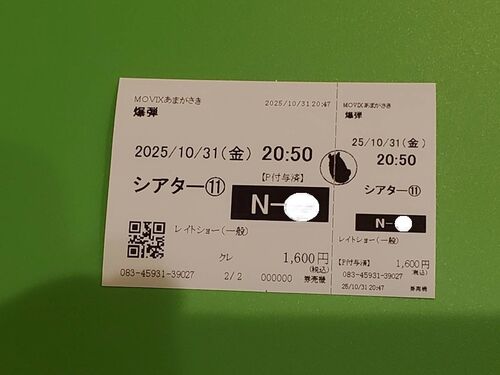 MOVIXあまがさき 2025/10/31 20:47
爆弾
2025/10/31(金) 20:50
【P付与済】
シアター⑪
N-
レイトショー(一般)
クレ 1,600円
(税込)
083-45931-39027 2/2 000000 券売機
MOVIXあまがさき
爆弾
25/10/31(金)
20:50
シアター⑪
N-
レイトショー(一般)
【P付与済】 1,600円
083-45931-39027 (税込)
25/10/31 20:47 券売機